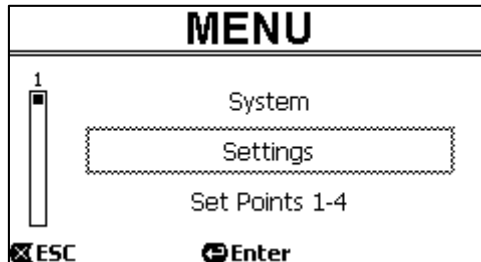 MENU
1
System
Settings
Set Points 1-4
ESC Enter